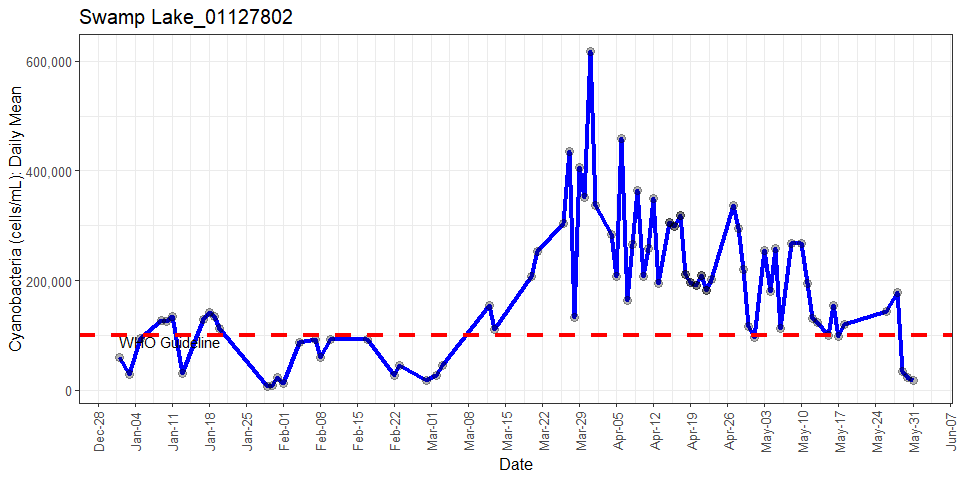 Swamp Lake_01127802
Cyanobacteria (cells/mL); Daily Mean
600,000
400,000
200,000
0
WHO Guideline
Dec-28
Jan-04
Jan-11
Jan-18
Jan-25
Feb-01
Feb-08
Feb-15
Feb-22
Mar-01
Mar-08
Mar-15
Mar-22
Mar-29
Apr-05
Apr-12
Apr-19
Apr-26
May-03
May-10
May-17
May-24
May-31
Jun-07
Date